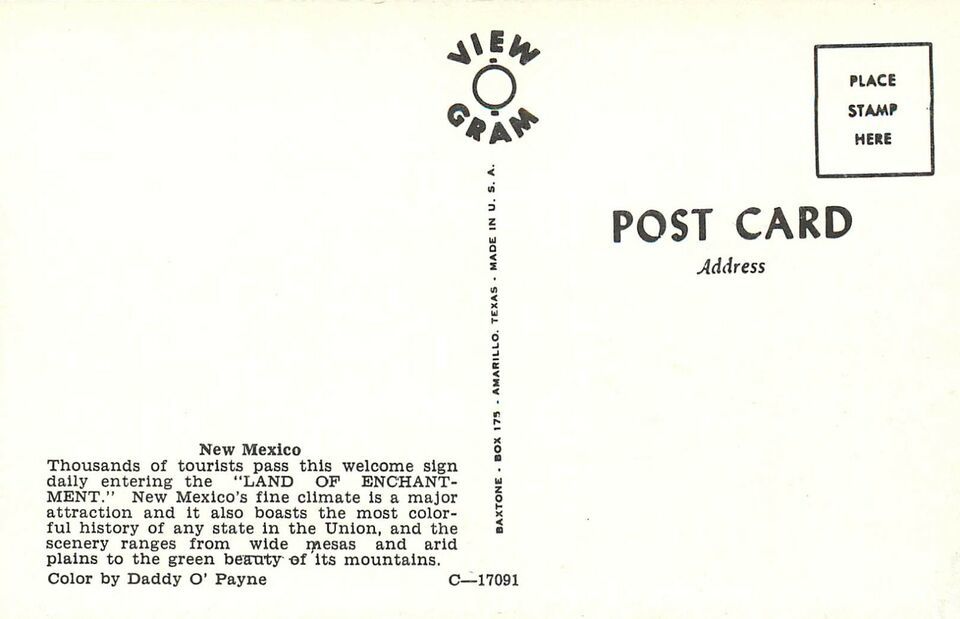 VIEW
GRAM
PLACE
STAMP
HERE
POST CARD
Address
BAXTONE . BOX 175 - AMARILLO, TEXAS - MADE IN U. S. A.
New Mexico
Thousands of tourists pass this welcome sign
daily entering the "LAND OF ENCHANT-
MENT." New Mexico's fine climate is a major
attraction and it also boasts the most color-
ful history of any state in the Union, and the
scenery ranges from wide mesas and arid
plains to the green beauty of its mountains.
Color by Daddy O' Payne C—17091